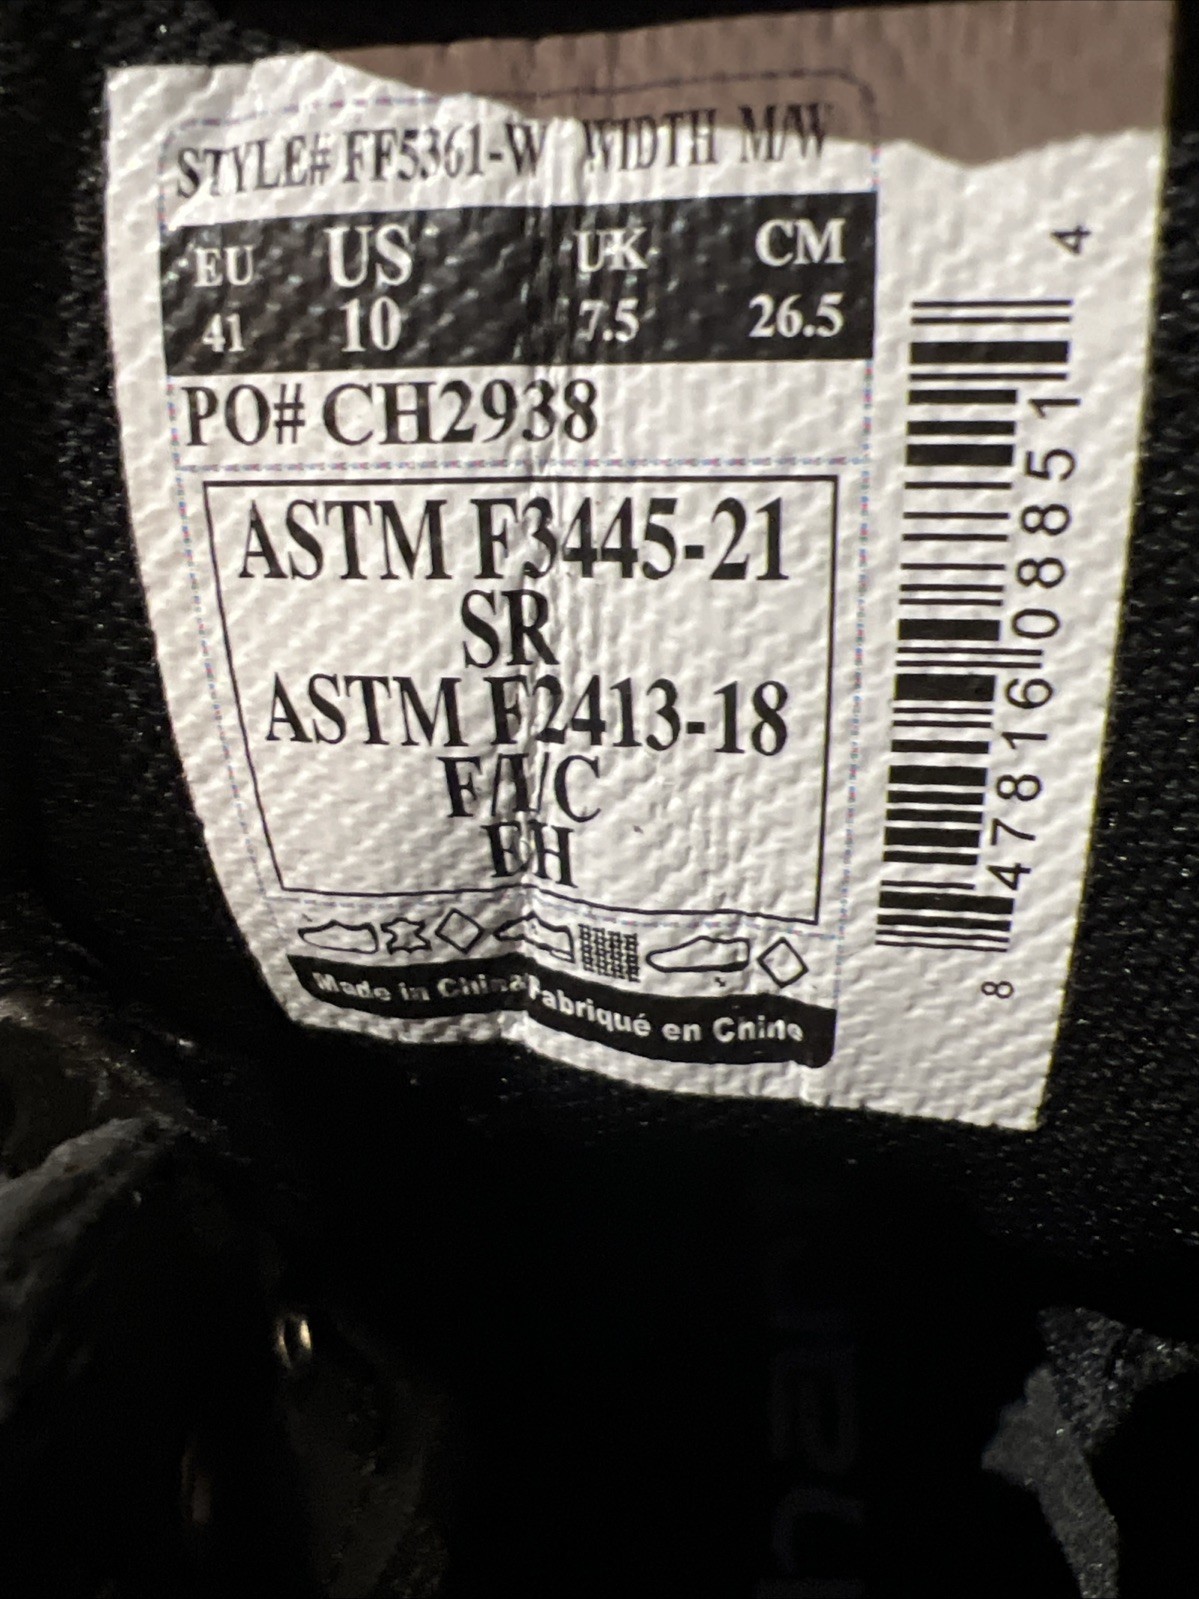 STYLE# FF5361-W WIDTH M/W
EU US UK CM
41 10 7.5 26.5
PO# CH2938
ASTM F3445-21
SR
ASTM F2413-18
F/I/C
EH
Made in China Fabriqué en Chine
8 47816 08851 4